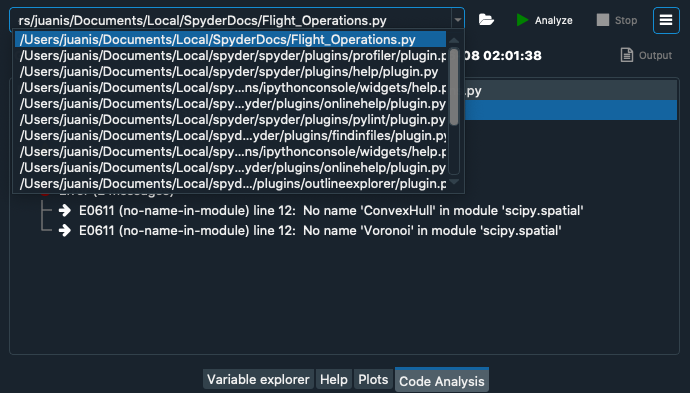 rs/juanis/Documents/Local/SpyderDocs/Flight_Operations.py
Analyze
Stop
/Users/juanis/Documents/Local/SpyderDocs/Flight_Operations.py
/Users/juanis/Documents/Local/spyder/spyder/plugins/profiler/plugin.p
/Users/juanis/Documents/Local/spyder/spyder/plugins/help/plugin.py
/Users/juanis/Documents/Local/spy...ns/ipythonconsole/widgets/help.p
/Users/juanis/Documents/Local/spy...yder/plugins/onlinehelp/plugin.py
/Users/juanis/Documents/Local/spyder/spyder/plugins/pylint/plugin.py
/Users/juanis/Documents/Local/spyd...yder/plugins/findinfiles/plugin.py
/Users/juanis/Documents/Local/spy...ns/ipythonconsole/widgets/help.p
/Users/juanis/Documents/Local/spy...yder/plugins/onlinehelp/plugin.py
/Users/juanis/Documents/Local/spyd.../plugins/outlineexplorer/plugin.p
08 02:01:38
Output
.py
E0611 (no-name-in-module) line 12: No name 'ConvexHull' in module 'scipy.spatial'
E0611 (no-name-in-module) line 12: No name 'Voronoi' in module 'scipy.spatial'
Variable explorer
Help
Plots
Code Analysis